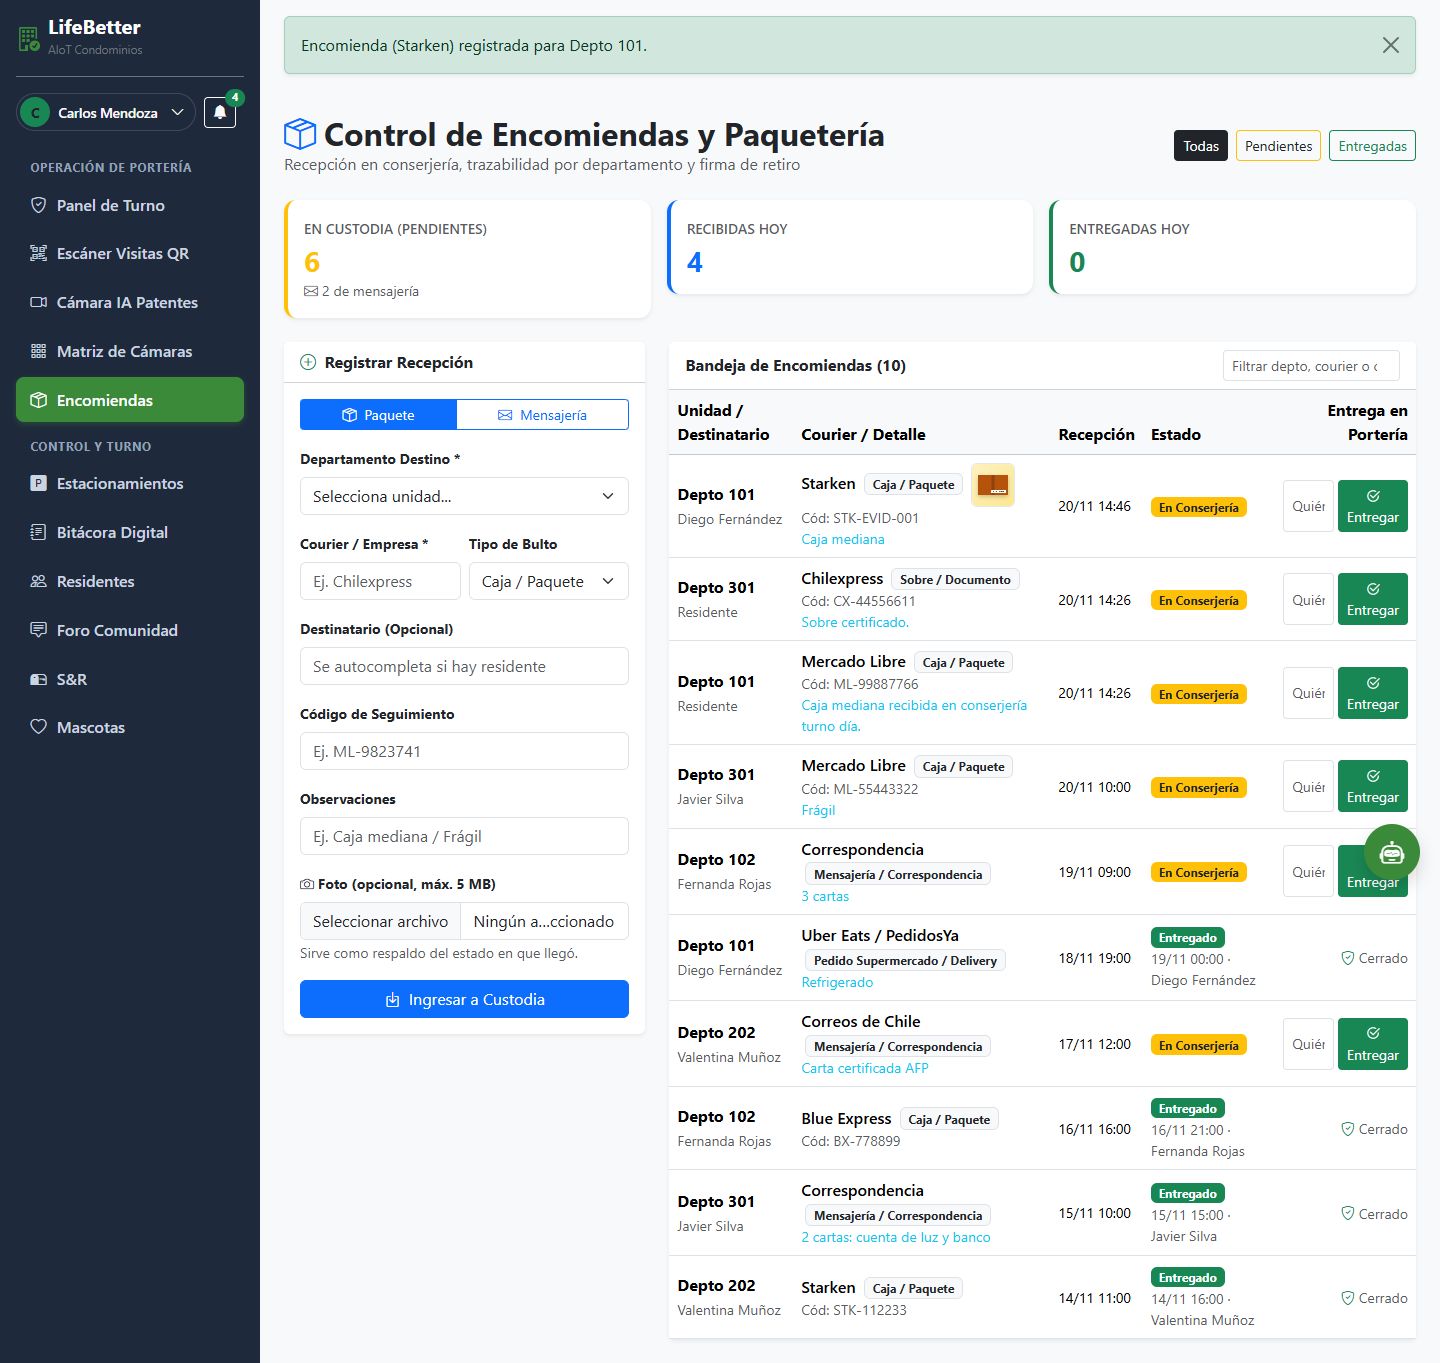 LifeBetter
AIoT Condominios
C
Carlos Mendoza
4
OPERACIÓN DE PORTERÍA
Panel de Turno
Escáner Visitas QR
Cámara IA Patentes
Matriz de Cámaras
Encomiendas
CONTROL Y TURNO
P Estacionamientos
Bitácora Digital
Residentes
Foro Comunidad
S&R
Mascotas
Encomienda (Starken) registrada para Depto 101.
Control de Encomiendas y Paquetería
Recepción en conserjería, trazabilidad por departamento y firma de retiro
Todas
Pendientes
Entregadas
EN CUSTODIA (PENDIENTES)
6
2 de mensajería
RECIBIDAS HOY
4
ENTREGADAS HOY
0
Registrar Recepción
Paquete
Mensajería
Departamento Destino *
Selecciona unidad...
Courier / Empresa *
Tipo de Bulto
Ej. Chilexpress
Caja / Paquete
Destinatario (Opcional)
Se autocompleta si hay residente
Código de Seguimiento
Ej. ML-9823741
Observaciones
Ej. Caja mediana / Frágil
Foto (opcional, máx. 5 MB)
Seleccionar archivo
Ningún a...ccionado
Sirve como respaldo del estado en que llegó.
Ingresar a Custodia
Bandeja de Encomiendas (10)
Filtrar depto, courier o c
Unidad /
Destinatario
Courier / Detalle
Recepción
Estado
Entrega en
Portería
Depto 101
Diego Fernández
Starken
Caja / Paquete
Cód: STK-EVID-001
Caja mediana
20/11 14:46
En Conserjería
Quiér
Entregar
Depto 301
Residente
Chilexpress
Sobre / Documento
Cód: CX-44556611
Sobre certificado.
20/11 14:26
En Conserjería
Quiér
Entregar
Depto 101
Residente
Mercado Libre
Caja / Paquete
Cód: ML-99887766
Caja mediana recibida en conserjería
turno día.
20/11 14:26
En Conserjería
Quiér
Entregar
Depto 301
Javier Silva
Mercado Libre
Caja / Paquete
Cód: ML-55443322
Frágil
20/11 10:00
En Conserjería
Quiér
Entregar
Depto 102
Fernanda Rojas
Correspondencia
Mensajería / Correspondencia
3 cartas
19/11 09:00
En Conserjería
Quiér
Entregar
Depto 101
Diego Fernández
Uber Eats / PedidosYa
Pedido Supermercado / Delivery
Refrigerado
18/11 19:00
Entregado
19/11 00:00 ·
Diego Fernández
Cerrado
Depto 202
Valentina Muñoz
Correos de Chile
Mensajería / Correspondencia
Carta certificada AFP
17/11 12:00
En Conserjería
Quiér
Entregar
Depto 102
Fernanda Rojas
Blue Express
Caja / Paquete
Cód: BX-778899
16/11 16:00
Entregado
16/11 21:00 ·
Fernanda Rojas
Cerrado
Depto 301
Javier Silva
Correspondencia
Mensajería / Correspondencia
2 cartas: cuenta de luz y banco
15/11 10:00
Entregado
15/11 15:00 ·
Javier Silva
Cerrado
Depto 202
Valentina Muñoz
Starken
Caja / Paquete
Cód: STK-112233
14/11 11:00
Entregado
14/11 16:00 ·
Valentina Muñoz
Cerrado